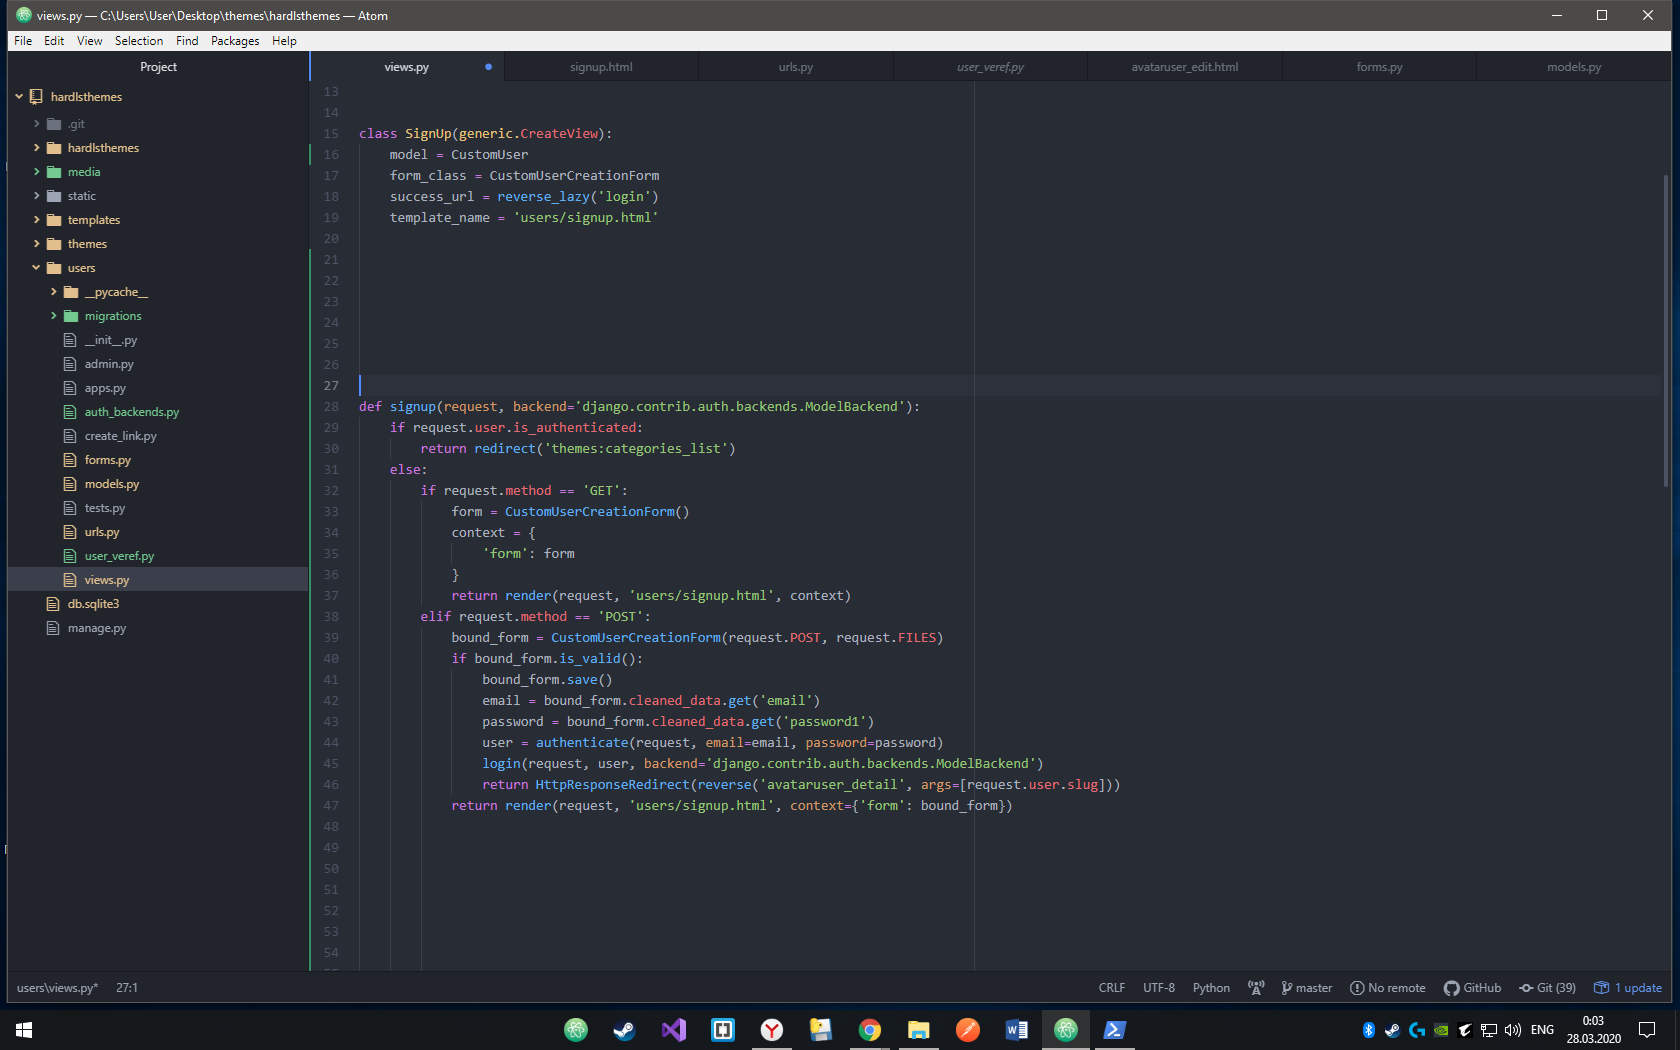 views.py — C:\Users\User\Desktop\themes\hardlsthemes — Atom
File Edit View Selection Find Packages Help
Project
hardlsthemes
.git
hardlsthemes
media
static
templates
themes
users
__pycache__
migrations
__init__.py
admin.py
apps.py
auth_backends.py
create_link.py
forms.py
models.py
tests.py
urls.py
user_veref.py
views.py
db.sqlite3
manage.py
views.py signup.html urls.py user_veref.py avataruser_edit.html forms.py models.py
13
14
15 class SignUp(generic.CreateView):
16     model = CustomUser
17     form_class = CustomUserCreationForm
18     success_url = reverse_lazy('login')
19     template_name = 'users/signup.html'
20
21
22
23
24
25
26
27
28 def signup(request, backend='django.contrib.auth.backends.ModelBackend'):
29     if request.user.is_authenticated:
30         return redirect('themes:categories_list')
31     else:
32         if request.method == 'GET':
33             form = CustomUserCreationForm()
34             context = {
35                 'form': form
36             }
37             return render(request, 'users/signup.html', context)
38         elif request.method == 'POST':
39             bound_form = CustomUserCreationForm(request.POST, request.FILES)
40             if bound_form.is_valid():
41                 bound_form.save()
42                 email = bound_form.cleaned_data.get('email')
43                 password = bound_form.cleaned_data.get('password1')
44                 user = authenticate(request, email=email, password=password)
45                 login(request, user, backend='django.contrib.auth.backends.ModelBackend')
46                 return HttpResponseRedirect(reverse('avataruser_detail', args=[request.user.slug]))
47             return render(request, 'users/signup.html', context={'form': bound_form})
48
49
50
51
52
53
54
users\views.py* 27:1 CRLF UTF-8 Python master No remote GitHub Git (39) 1 update
ENG 0:03
28.03.2020